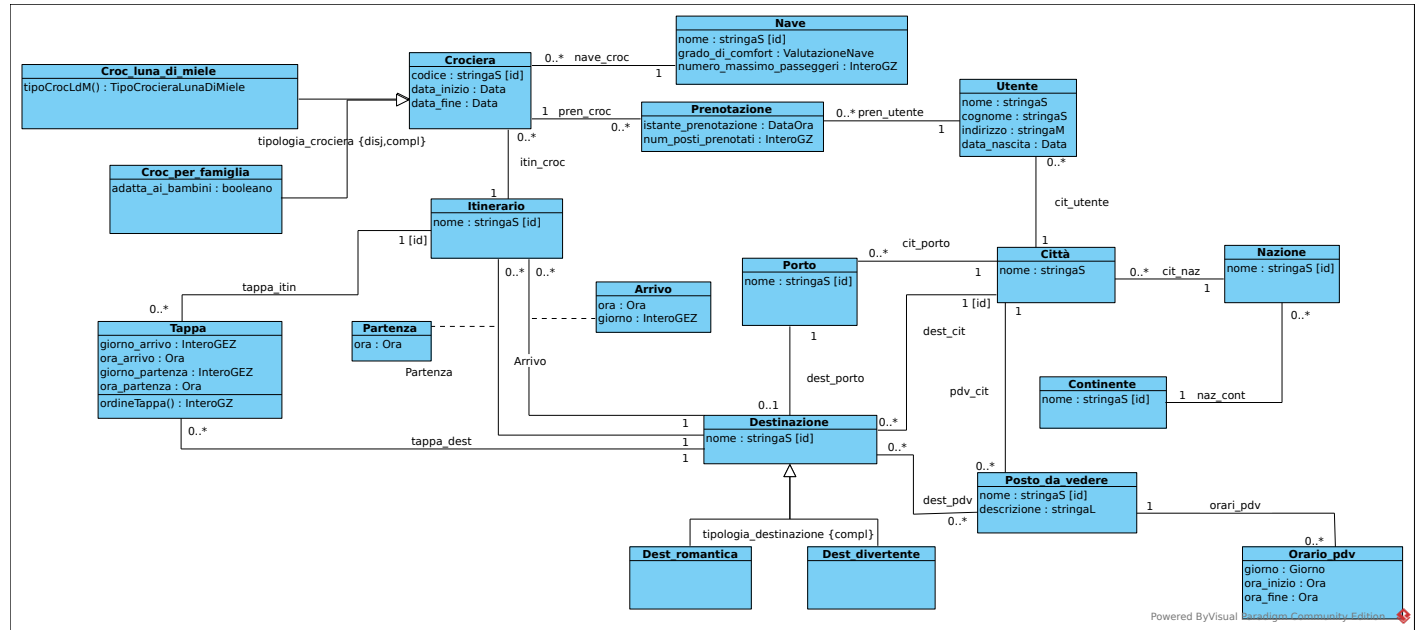 Nave
nome : stringaS [id]
grado_di_comfort : ValutazioneNave
numero_massimo_passeggeri : InteroGZ
Crociera
codice : stringaS [id]
data_inizio : Data
data_fine : Data
0..* nave_croc
1
Croc_luna_di_miele
tipoCrocLdM() : TipoCrocieraLunaDiMiele
Utente
nome : stringaS
cognome : stringaS
indirizzo : stringaM
data_nascita : Data
Prenotazione
istante_prenotazione : DataOra
num_posti_prenotati : InteroGZ
1 pren_croc
0..*
0..* pren_utente
1
tipologia_crociera {disj,compl}
0..*
itin_croc
1
0..*
cit_utente
1
Croc_per_famiglia
adatta_ai_bambini : booleano
Itinerario
nome : stringaS [id]
1 [id]
0..* 0..*
tappa_itin
0..*
Porto
nome : stringaS [id]
cit_porto
0..*
1
Città
nome : stringaS
0..* cit_naz
1
Nazione
nome : stringaS [id]
0..*
Arrivo
ora : Ora
giorno : InteroGEZ
1 [id]
1
dest_cit
Partenza
ora : Ora
Tappa
giorno_arrivo : InteroGEZ
ora_arrivo : Ora
giorno_partenza : InteroGEZ
ora_partenza : Ora
ordineTappa() : InteroGZ
1
Arrivo
Partenza
dest_porto
pdv_cit
Continente
nome : stringaS [id]
1 naz_cont
0..1
Destinazione
nome : stringaS [id]
1
1
1
0..*
0..*
tappa_dest
0..*
0..*
Posto_da_vedere
nome : stringaS [id]
descrizione : stringaL
dest_pdv
0..*
1 orari_pdv
0..*
tipologia_destinazione {compl}
Dest_romantica
Dest_divertente
Orario_pdv
giorno : Giorno
ora_inizio : Ora
ora_fine : Ora
Powered ByVisual Paradigm Community Edition